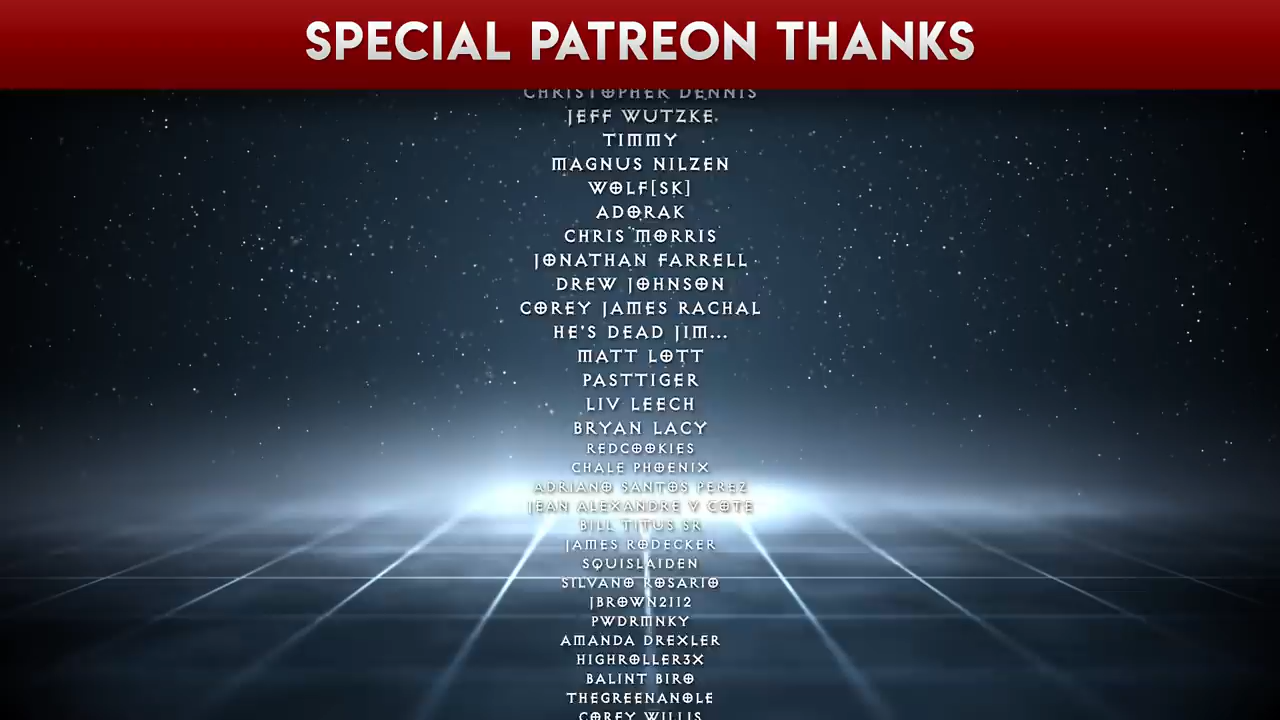 SPECIAL PATREON THANKS
CHRISTOPHER DENNIS
JEFF WUTZKE
TIMMY
MAGNUS NILZEN
WOLF[SK]
ADORAK
CHRIS MORRIS
JONATHAN FARRELL
DREW JOHNSON
COREY JAMES RACHAL
HE'S DEAD JIM...
MATT LOTT
PASTTIGER
LIV LEECH
BRYAN LACY
REDCOOKIES
CHALE PHOENIX
ADRIANO SANTOS PEREZ
JEAN ALEXANDRE V COTE
BILL TITUS SR
JAMES RODECKER
SQUISLAIDEN
SILVANO ROSARIO
JBROWN2112
PWDRMNKY
AMANDA DREXLER
HIGHROLLER3X
BALINT BIRO
THEGREENANOLE
COREY WILLIS